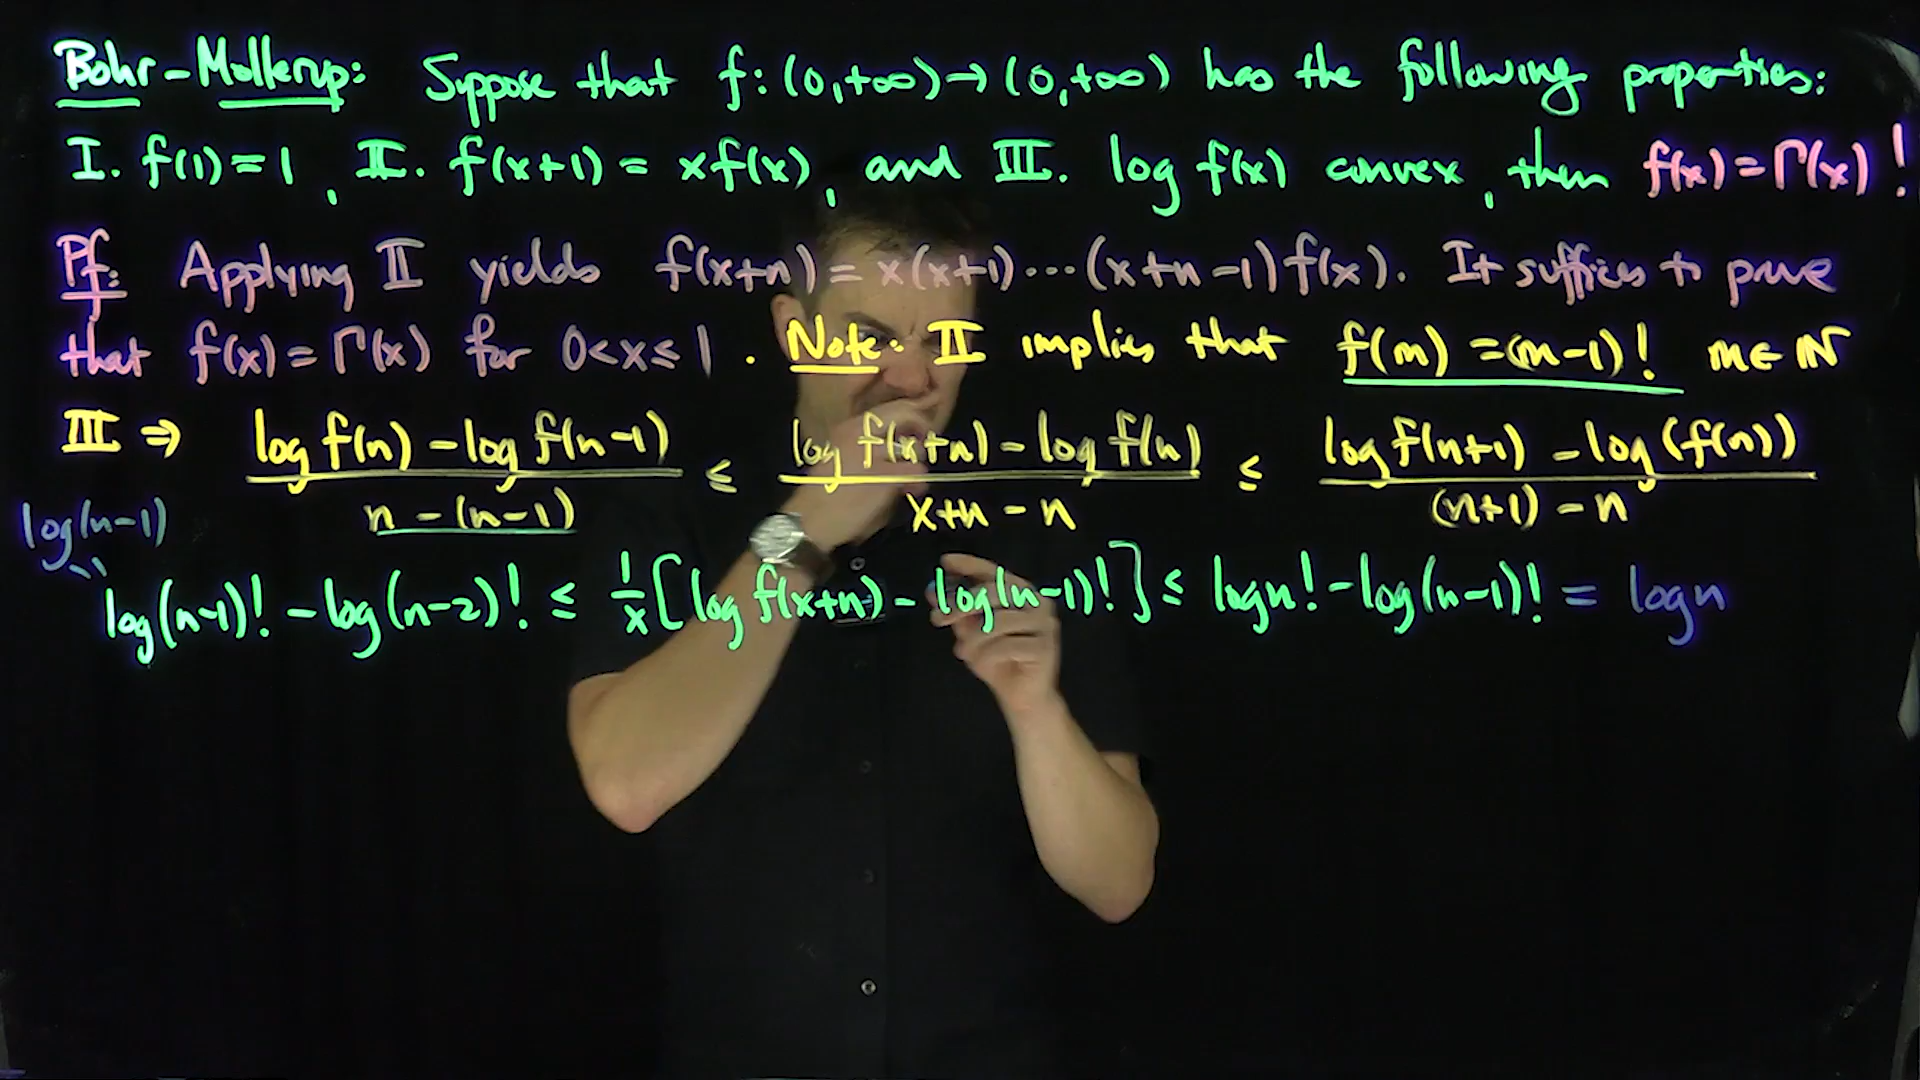 Bohr-Mollerup: Suppose that f: (0,+∞) → (0,+∞) has the following properties:
I. f(1)=1, II. f(x+1) = xf(x), and III. log f(x) convex, then f(x)=Γ(x)!
Pf: Applying II yields f(x+n) = x(x+1)···(x+n-1)f(x). It suffices to prove
that f(x)=Γ(x) for 0<x≤1. Note: II implies that f(m) =(m-1)! m∈ℕ
III ⇒ (log f(n) - log f(n-1))/(n-(n-1)) ≤ (log f(x+n) - log f(n))/(x+n-n) ≤ (log f(n+1) - log(f(n)))/((n+1)-n)
log(n-1)
log(n-1)! - log(n-2)! ≤ 1/x [log f(x+n) - log(n-1)!] ≤ log n! - log(n-1)! = log n